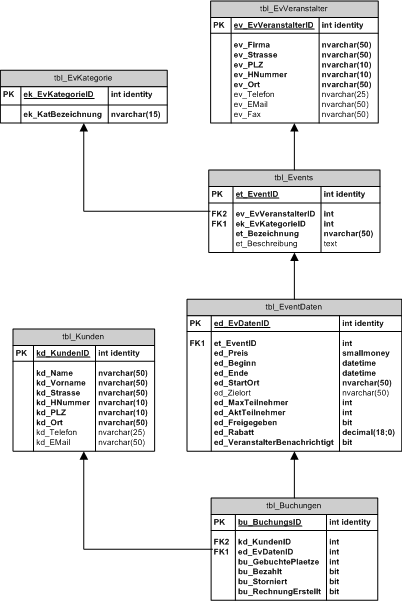 tbl_EvVeranstalter
PK ev_EvVeranstalterID int identity
ev_Firma nvarchar(50)
ev_Strasse nvarchar(50)
ev_PLZ nvarchar(10)
ev_HNummer nvarchar(10)
ev_Ort nvarchar(50)
ev_Telefon nvarchar(25)
ev_EMail nvarchar(50)
ev_Fax nvarchar(50)
tbl_EvKategorie
PK ek_EvKategorieID int identity
ek_KatBezeichnung nvarchar(15)
tbl_Events
PK et_EventID int identity
FK2 ev_EvVeranstalterID int
FK1 ek_EvKategorieID int
et_Bezeichnung nvarchar(50)
et_Beschreibung text
tbl_EventDaten
PK ed_EvDatenID int identity
FK1 et_EventID int
ed_Preis smallmoney
ed_Beginn datetime
ed_Ende datetime
ed_StartOrt nvarchar(50)
ed_Zielort nvarchar(50)
ed_MaxTeilnehmer int
ed_AktTeilnehmer int
ed_Freigegeben bit
ed_Rabatt decimal(18;0)
ed_VeranstalterBenachrichtigt bit
tbl_Kunden
PK kd_KundenID int identity
kd_Name nvarchar(50)
kd_Vorname nvarchar(50)
kd_Strasse nvarchar(50)
kd_HNummer nvarchar(10)
kd_PLZ nvarchar(10)
kd_Ort nvarchar(50)
kd_Telefon nvarchar(25)
kd_EMail nvarchar(50)
tbl_Buchungen
PK bu_BuchungsID int identity
FK2 kd_KundenID int
FK1 ed_EvDatenID int
bu_GebuchtePlaetze int
bu_Bezahlt bit
bu_Storniert bit
bu_RechnungErstellt bit